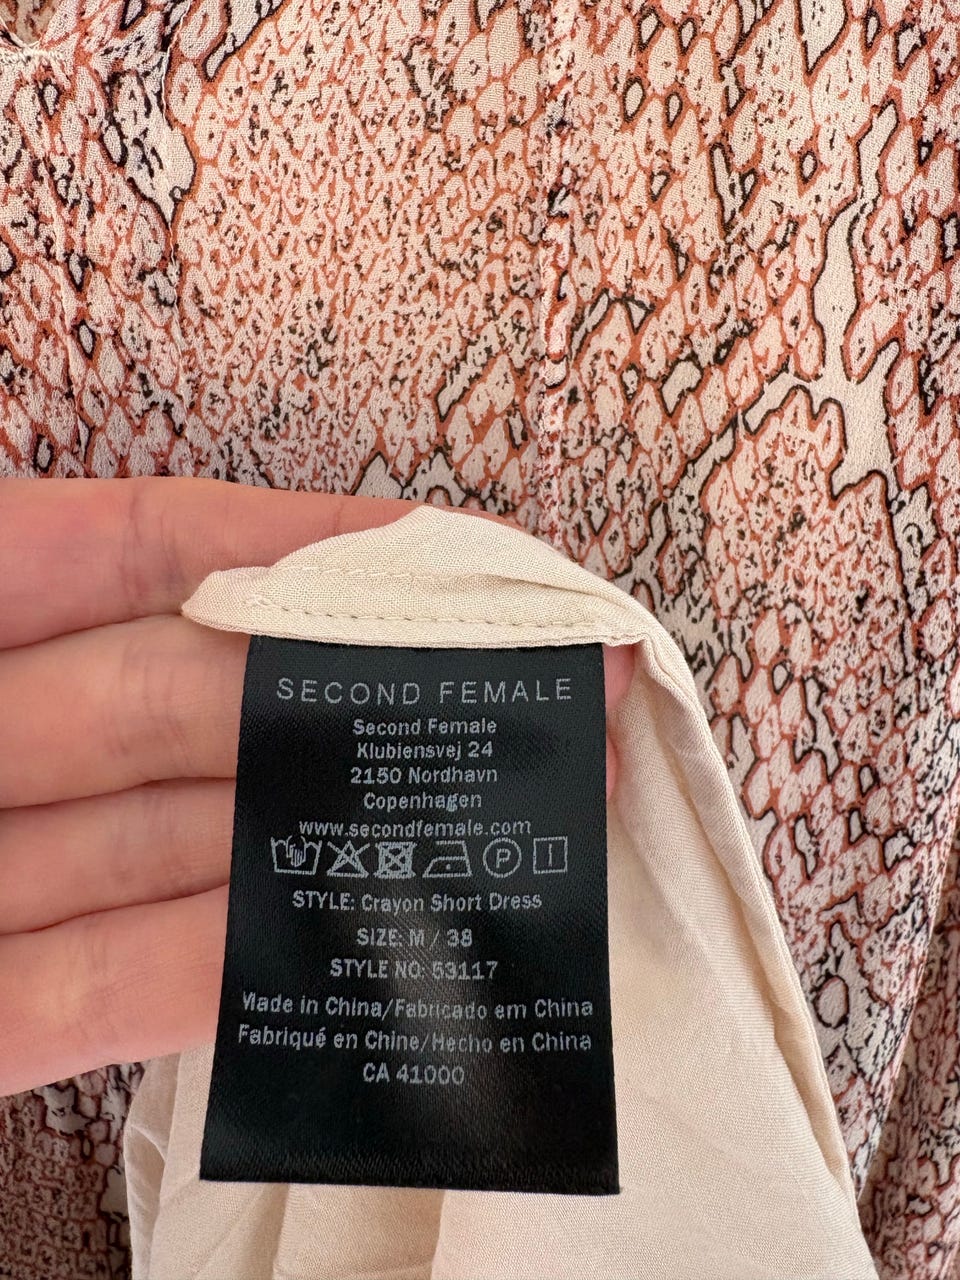 SECOND FEMALE
Second Female
Klubiensvej 24
2150 Nordhavn
Copenhagen
www.secondfemale.com
P
STYLE: Crayon Short Dress
SIZE: M / 38
STYLE NO: 53117
Made in China/Fabricado em China
Fabriqué en Chine/Hecho en China
CA 41000